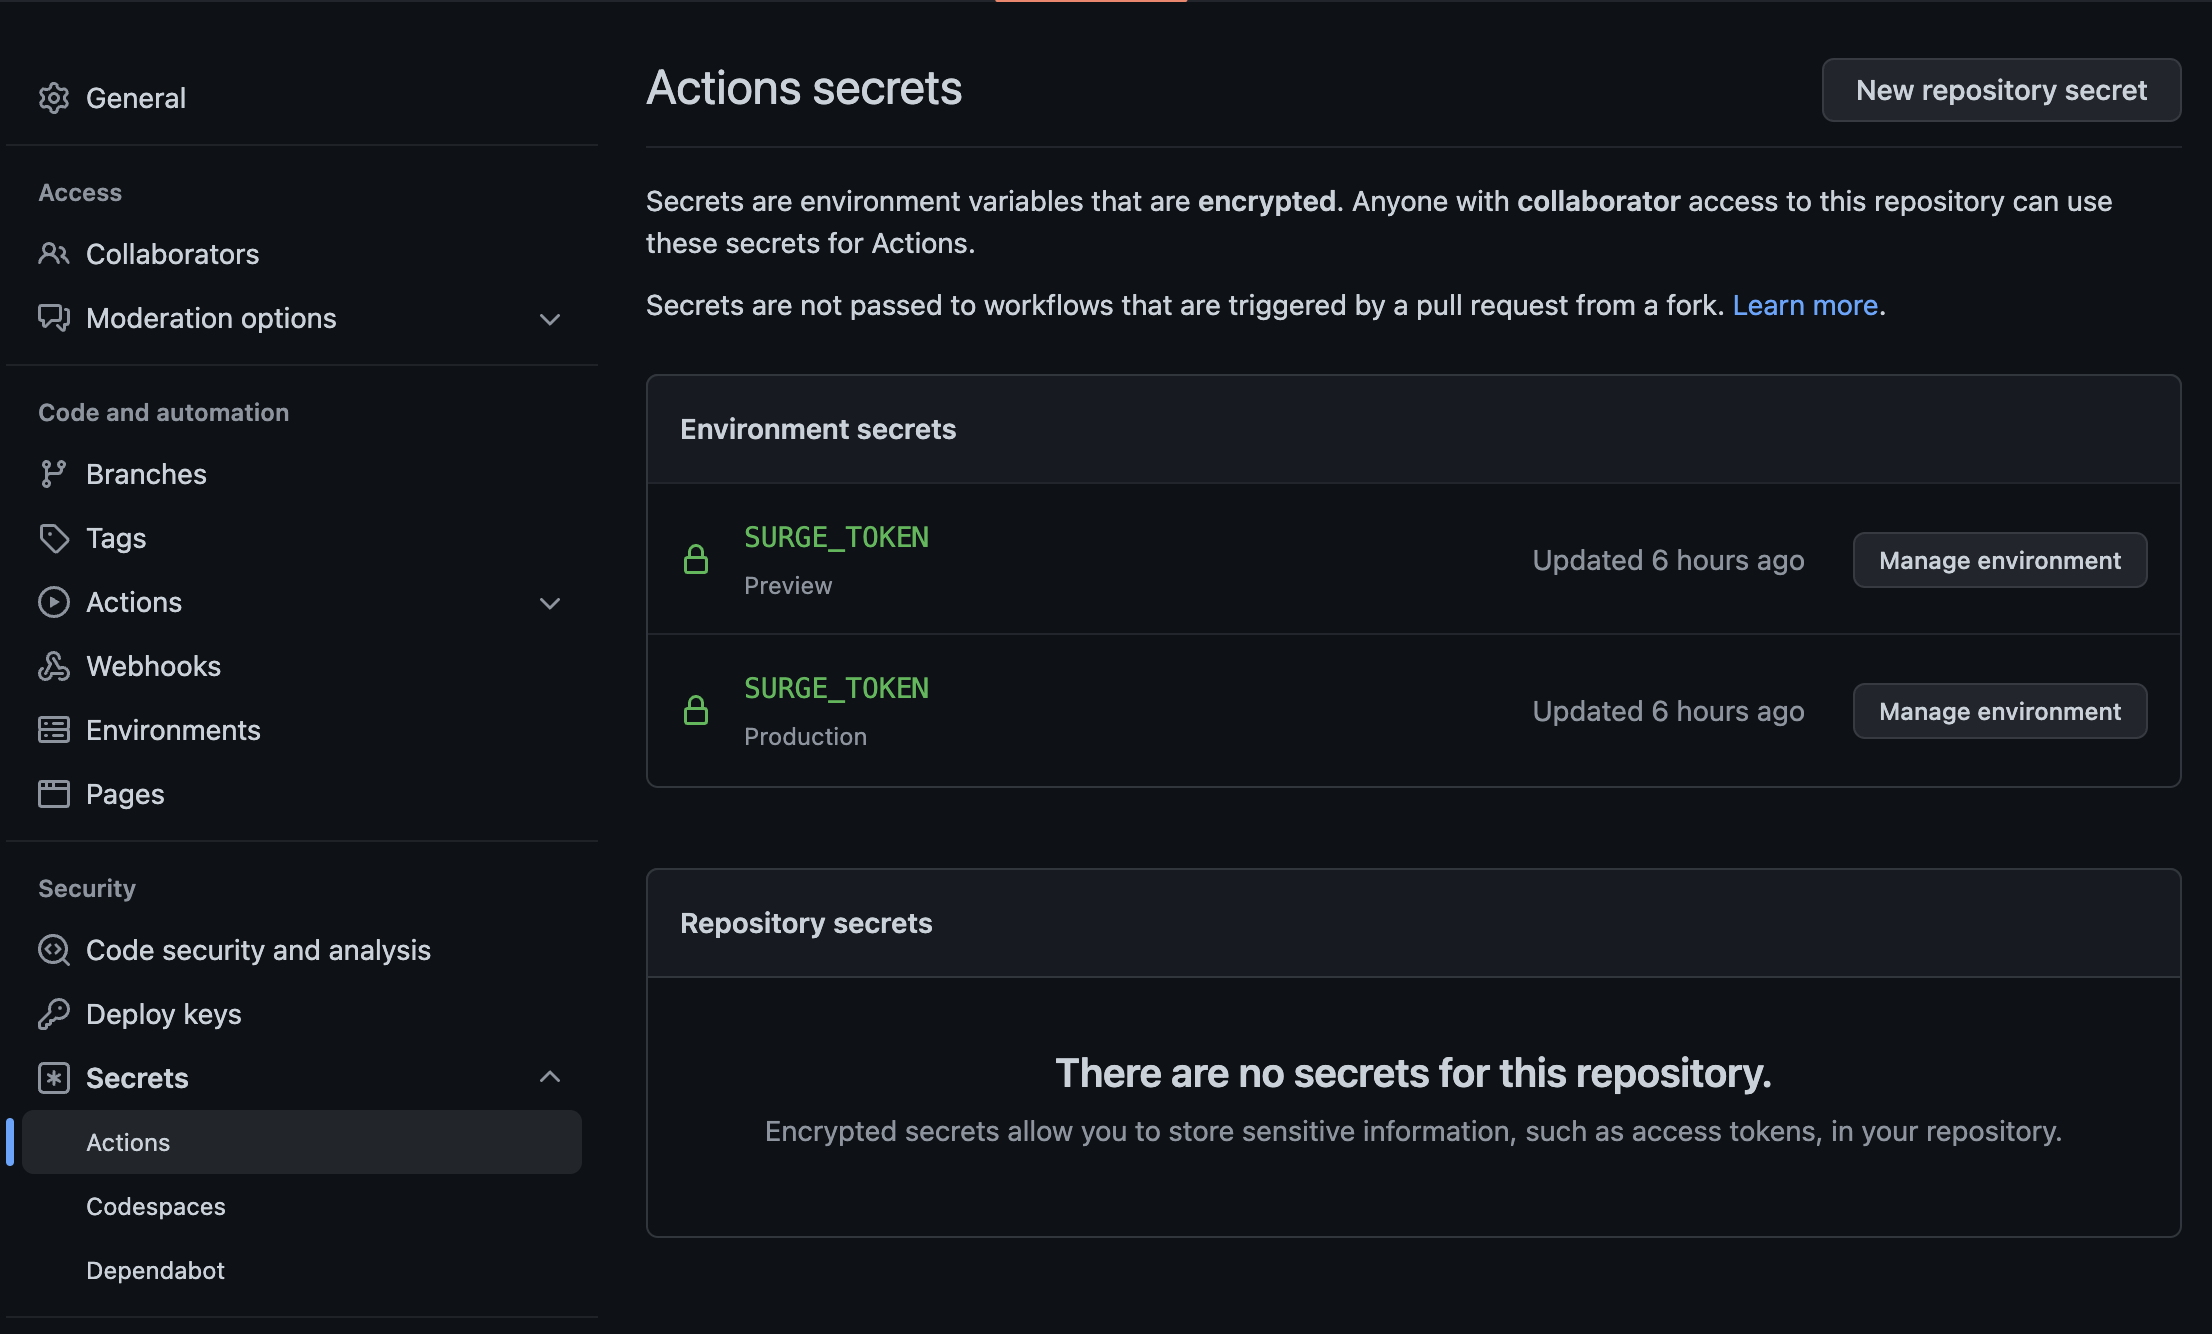 General
Access
Collaborators
Moderation options
Code and automation
Branches
Tags
Actions
Webhooks
Environments
Pages
Security
Code security and analysis
Deploy keys
Secrets
Actions
Codespaces
Dependabot
Actions secrets
New repository secret
Secrets are environment variables that are encrypted. Anyone with collaborator access to this repository can use
these secrets for Actions.
Secrets are not passed to workflows that are triggered by a pull request from a fork. Learn more.
Environment secrets
SURGE_TOKEN
Preview
Updated 6 hours ago
Manage environment
SURGE_TOKEN
Production
Updated 6 hours ago
Manage environment
Repository secrets
There are no secrets for this repository.
Encrypted secrets allow you to store sensitive information, such as access tokens, in your repository.